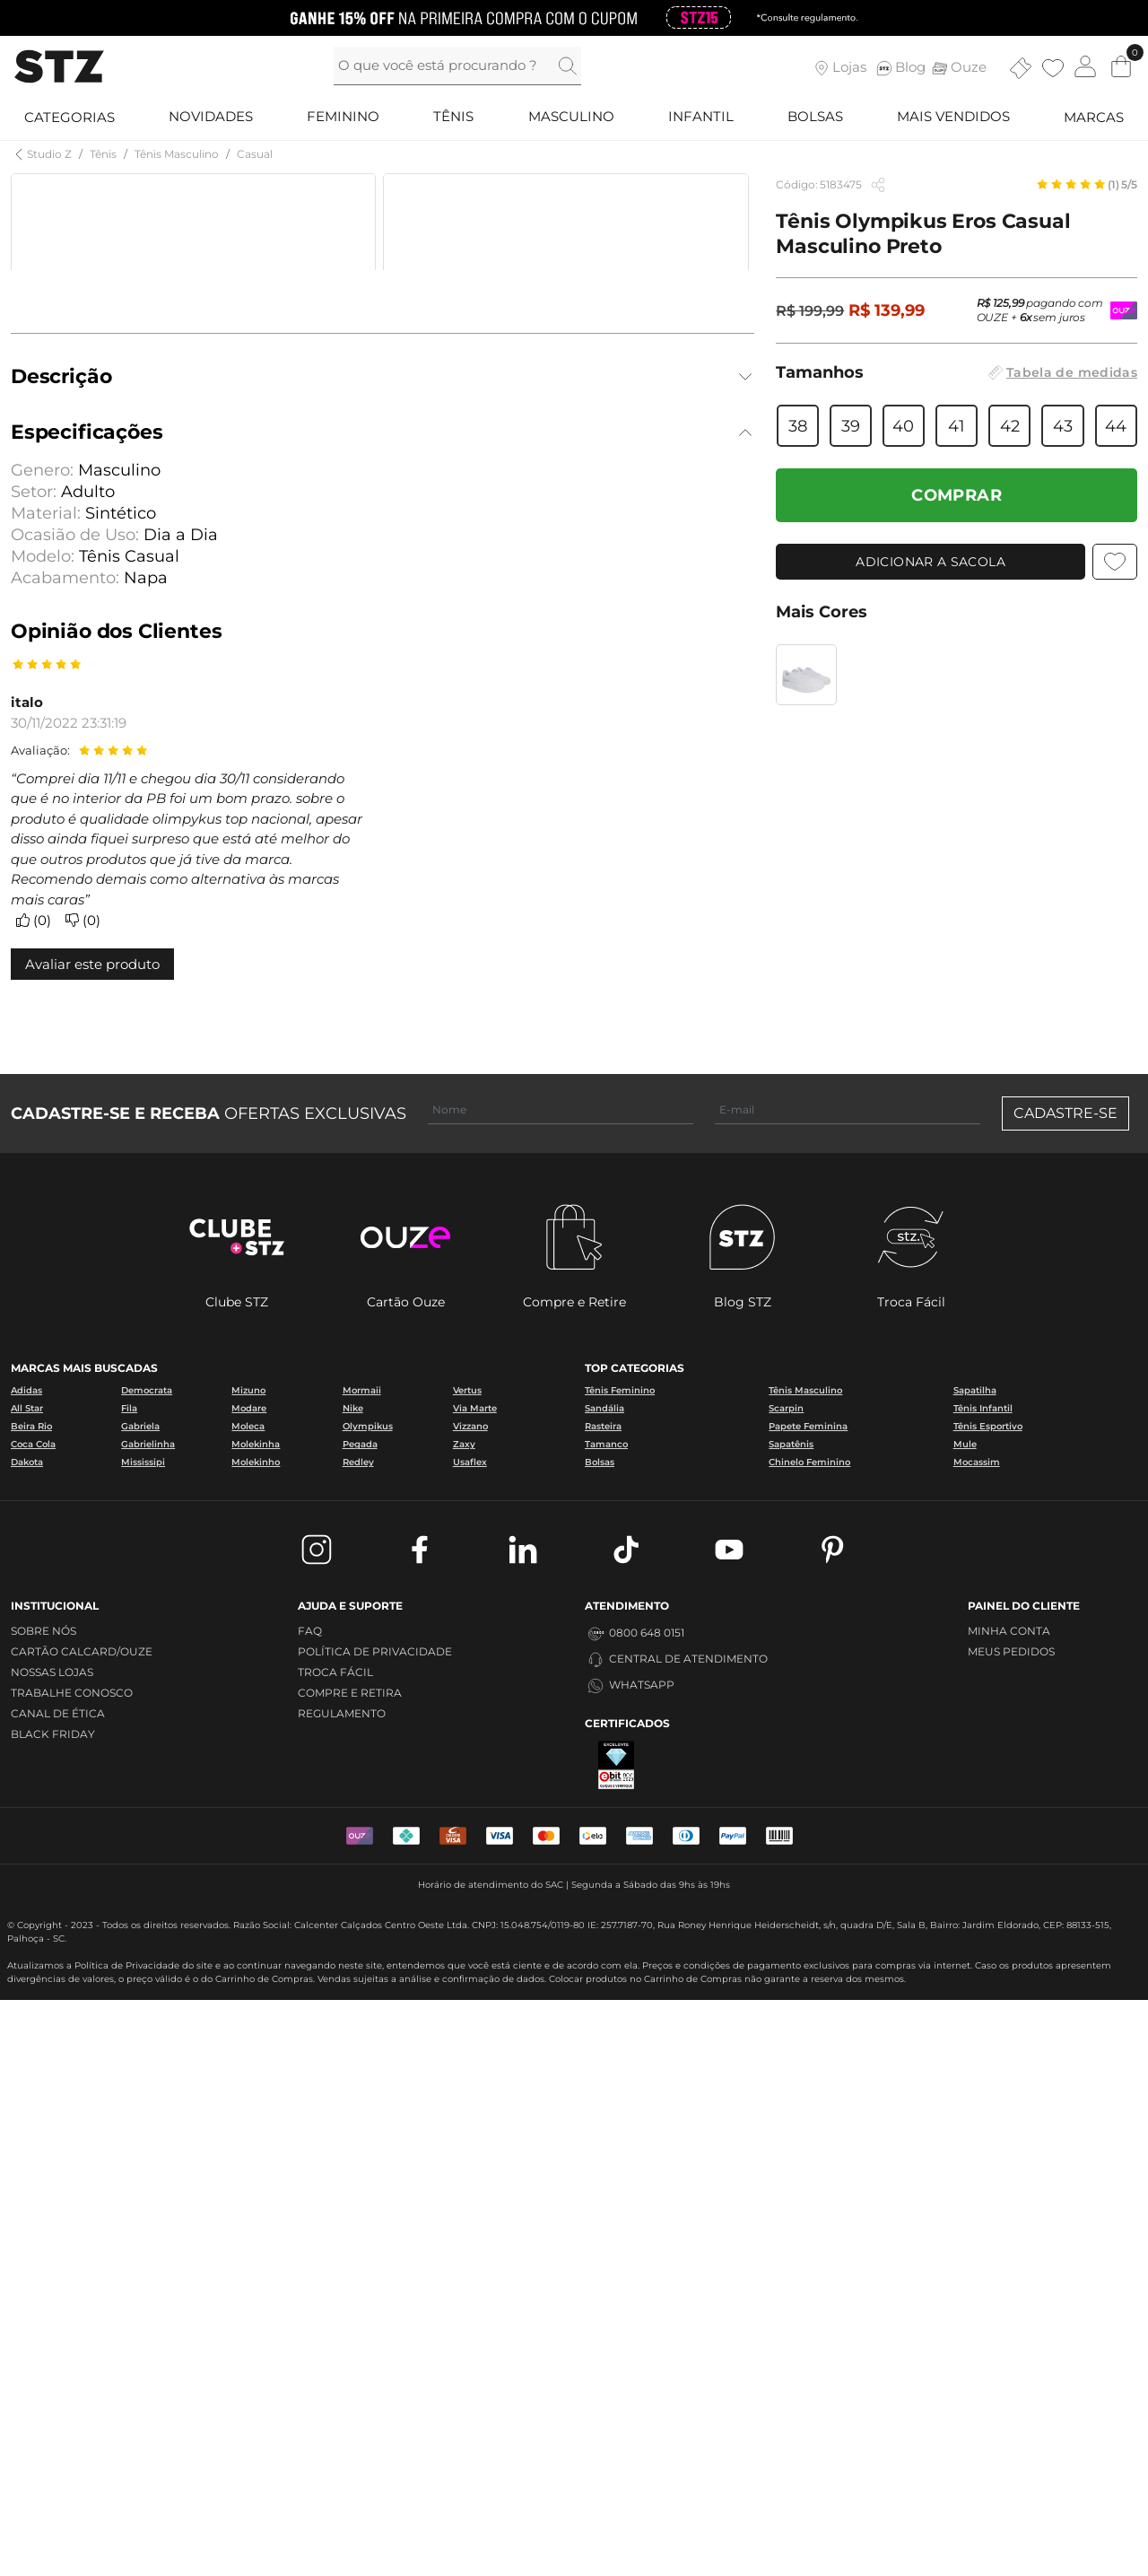 GANHE 15% OFF NA PRIMEIRA COMPRA COM O CUPOM STZ15 *Consulte regulamento.
STZ
O que você está procurando ?
Lojas
Blog
Ouze
0
CATEGORIAS
NOVIDADES
FEMININO
TÊNIS
MASCULINO
INFANTIL
BOLSAS
MAIS VENDIDOS
MARCAS
Studio Z / Tênis / Tênis Masculino / Casual
Código: 5183475
(1) 5/5
Tênis Olympikus Eros Casual
Masculino Preto
R$ 199,99 R$ 139,99
R$ 125,99 pagando com
OUZE + 6x sem juros
Tamanhos
Tabela de medidas
38
39
40
41
42
43
44
COMPRAR
ADICIONAR A SACOLA
Mais Cores
Descrição
Especificações
Genero: Masculino
Setor: Adulto
Material: Sintético
Ocasião de Uso: Dia a Dia
Modelo: Tênis Casual
Acabamento: Napa
Opinião dos Clientes
italo
30/11/2022 23:31:19
Avaliação:
“Comprei dia 11/11 e chegou dia 30/11 considerando
que é no interior da PB foi um bom prazo. sobre o
produto é qualidade olimpykus top nacional, apesar
disso ainda fiquei surpreso que está até melhor do
que outros produtos que já tive da marca.
Recomendo demais como alternativa às marcas
mais caras”
(0) (0)
Avaliar este produto
CADASTRE-SE E RECEBA OFERTAS EXCLUSIVAS
Nome
E-mail
CADASTRE-SE
CLUBE
+STZ
ouze
STZ
stz.
Clube STZ
Cartão Ouze
Compre e Retire
Blog STZ
Troca Fácil
MARCAS MAIS BUSCADAS
Adidas
All Star
Beira Rio
Coca Cola
Dakota
Democrata
Fila
Gabriela
Gabrielinha
Mississipi
Mizuno
Modare
Moleca
Molekinha
Molekinho
Mormaii
Nike
Olympikus
Pegada
Redley
Vertus
Via Marte
Vizzano
Zaxy
Usaflex
TOP CATEGORIAS
Tênis Feminino
Sandália
Rasteira
Tamanco
Bolsas
Tênis Masculino
Scarpin
Papete Feminina
Sapatênis
Chinelo Feminino
Sapatilha
Tênis Infantil
Tênis Esportivo
Mule
Mocassim
INSTITUCIONAL
SOBRE NÓS
CARTÃO CALCARD/OUZE
NOSSAS LOJAS
TRABALHE CONOSCO
CANAL DE ÉTICA
BLACK FRIDAY
AJUDA E SUPORTE
FAQ
POLÍTICA DE PRIVACIDADE
TROCA FÁCIL
COMPRE E RETIRA
REGULAMENTO
ATENDIMENTO
0800 648 0151
CENTRAL DE ATENDIMENTO
WHATSAPP
CERTIFICADOS
EXCELENTE
ebit
PAINEL DO CLIENTE
MINHA CONTA
MEUS PEDIDOS
VISA
VISA
elo
PayPal
Horário de atendimento do SAC | Segunda a Sábado das 9hs às 19hs
© Copyright - 2023 - Todos os direitos reservados. Razão Social: Calcenter Calçados Centro Oeste Ltda. CNPJ: 15.048.754/0119-80 IE: 257.7187-70, Rua Roney Henrique Heiderscheidt, s/n, quadra D/E, Sala B, Bairro: Jardim Eldorado, CEP: 88133-515,
Palhoça - SC.
Atualizamos a Política de Privacidade do site e ao continuar navegando neste site, entendemos que você está ciente e de acordo com ela. Preços e condições de pagamento exclusivos para compras via internet. Caso os produtos apresentem
divergências de valores, o preço válido é o do Carrinho de Compras. Vendas sujeitas a análise e confirmação de dados. Colocar produtos no Carrinho de Compras não garante a reserva dos mesmos.